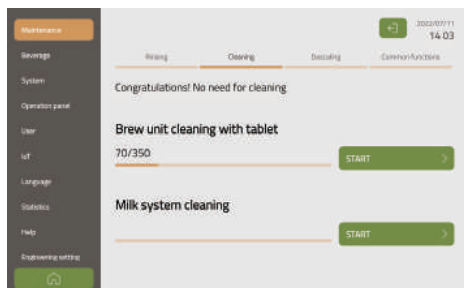 Maintenance
Beverage
System
Operation panel
User
IoT
Language
Statistics
Help
Engineering setting
2022/07/11
14 03
Rinsing
Cleaning
Descaling
Common functions
Congratulations! No need for cleaning
Brew unit cleaning with tablet
70/350
START
Milk system cleaning
START